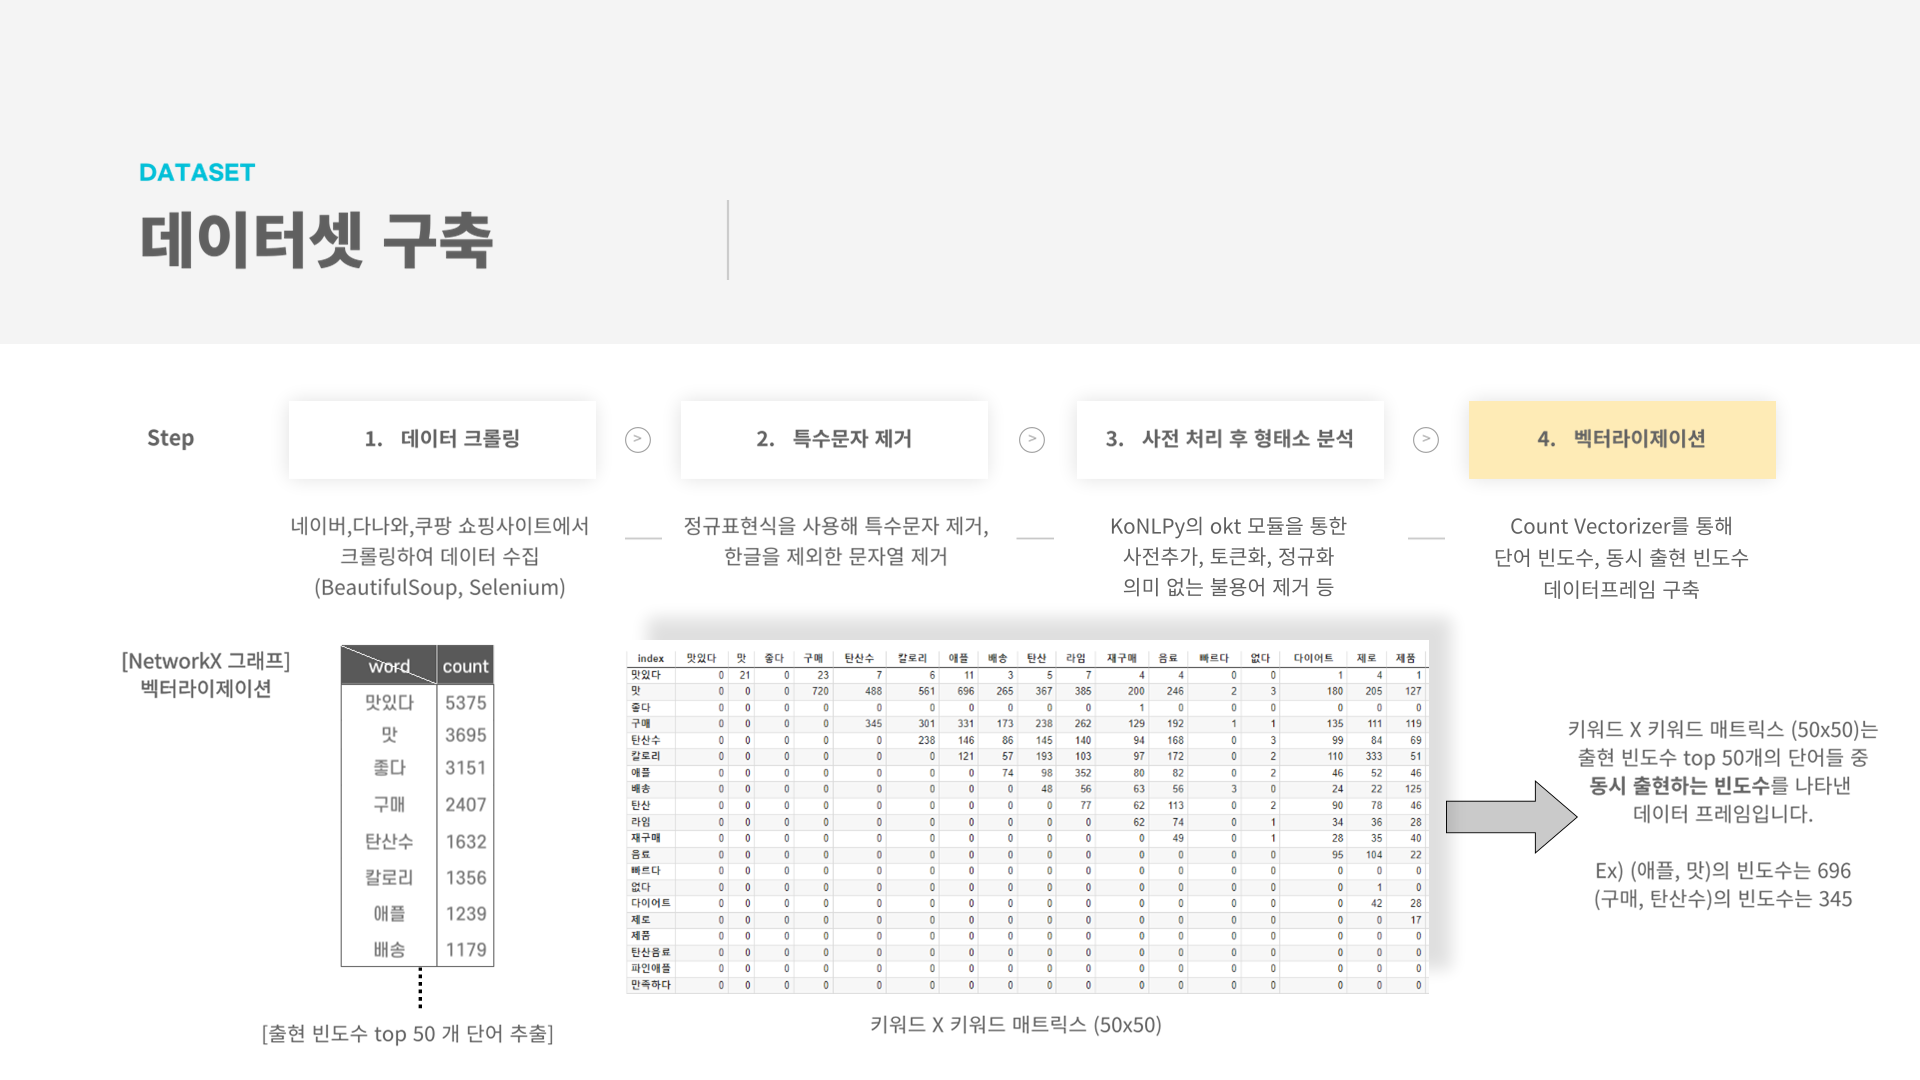 DATASET
데이터셋 구축
Step
1. 데이터 크롤링
>
2. 특수문자 제거
>
3. 사전 처리 후 형태소 분석
>
4. 벡터라이제이션
네이버,다나와,쿠팡 쇼핑사이트에서
크롤링하여 데이터 수집
(BeautifulSoup, Selenium)
정규표현식을 사용해 특수문자 제거,
한글을 제외한 문자열 제거
KoNLPy의 okt 모듈을 통한
사전추가, 토큰화, 정규화
의미 없는 불용어 제거 등
Count Vectorizer를 통해
단어 빈도수, 동시 출현 빈도수
데이터프레임 구축
[NetworkX 그래프]
벡터라이제이션
word count
맛있다 5375
맛 3695
좋다 3151
구매 2407
탄산수 1632
칼로리 1356
애플 1239
배송 1179
[출현 빈도수 top 50 개 단어 추출]
index 맛있다 맛 좋다 구매 탄산수 칼로리 애플 배송 탄산 라임 재구매 음료 빠르다 없다 다이어트 제로 제품
맛있다 0 21 0 23 7 6 11 3 5 7 4 4 0 0 1 4 1
맛 0 0 0 720 488 561 696 265 367 385 200 246 2 3 180 205 127
좋다 0 0 0 0 0 0 0 0 0 0 1 0 0 0 0 0 0
구매 0 0 0 0 345 301 331 173 238 262 129 192 1 1 135 111 119
탄산수 0 0 0 0 0 238 146 86 145 140 94 168 0 3 99 84 69
칼로리 0 0 0 0 0 0 121 57 193 103 97 172 0 2 110 333 51
애플 0 0 0 0 0 0 0 74 98 352 80 82 0 2 46 52 46
배송 0 0 0 0 0 0 0 0 48 56 63 56 3 0 24 22 125
탄산 0 0 0 0 0 0 0 0 0 77 62 113 0 2 90 78 46
라임 0 0 0 0 0 0 0 0 0 0 62 74 0 1 34 36 28
재구매 0 0 0 0 0 0 0 0 0 0 0 49 0 1 28 35 40
음료 0 0 0 0 0 0 0 0 0 0 0 0 0 0 95 104 22
빠르다 0 0 0 0 0 0 0 0 0 0 0 0 0 0 0 0 0
없다 0 0 0 0 0 0 0 0 0 0 0 0 0 0 0 1 0
다이어트 0 0 0 0 0 0 0 0 0 0 0 0 0 0 0 42 28
제로 0 0 0 0 0 0 0 0 0 0 0 0 0 0 0 0 17
제품 0 0 0 0 0 0 0 0 0 0 0 0 0 0 0 0 0
탄산음료 0 0 0 0 0 0 0 0 0 0 0 0 0 0 0 0 0
파인애플 0 0 0 0 0 0 0 0 0 0 0 0 0 0 0 0 0
만족하다 0 0 0 0 0 0 0 0 0 0 0 0 0 0 0 0 0
키워드 X 키워드 매트릭스 (50x50)
키워드 X 키워드 매트릭스 (50x50)는
출현 빈도수 top 50개의 단어들 중
동시 출현하는 빈도수를 나타낸
데이터 프레임입니다.
Ex) (애플, 맛)의 빈도수는 696
(구매, 탄산수)의 빈도수는 345